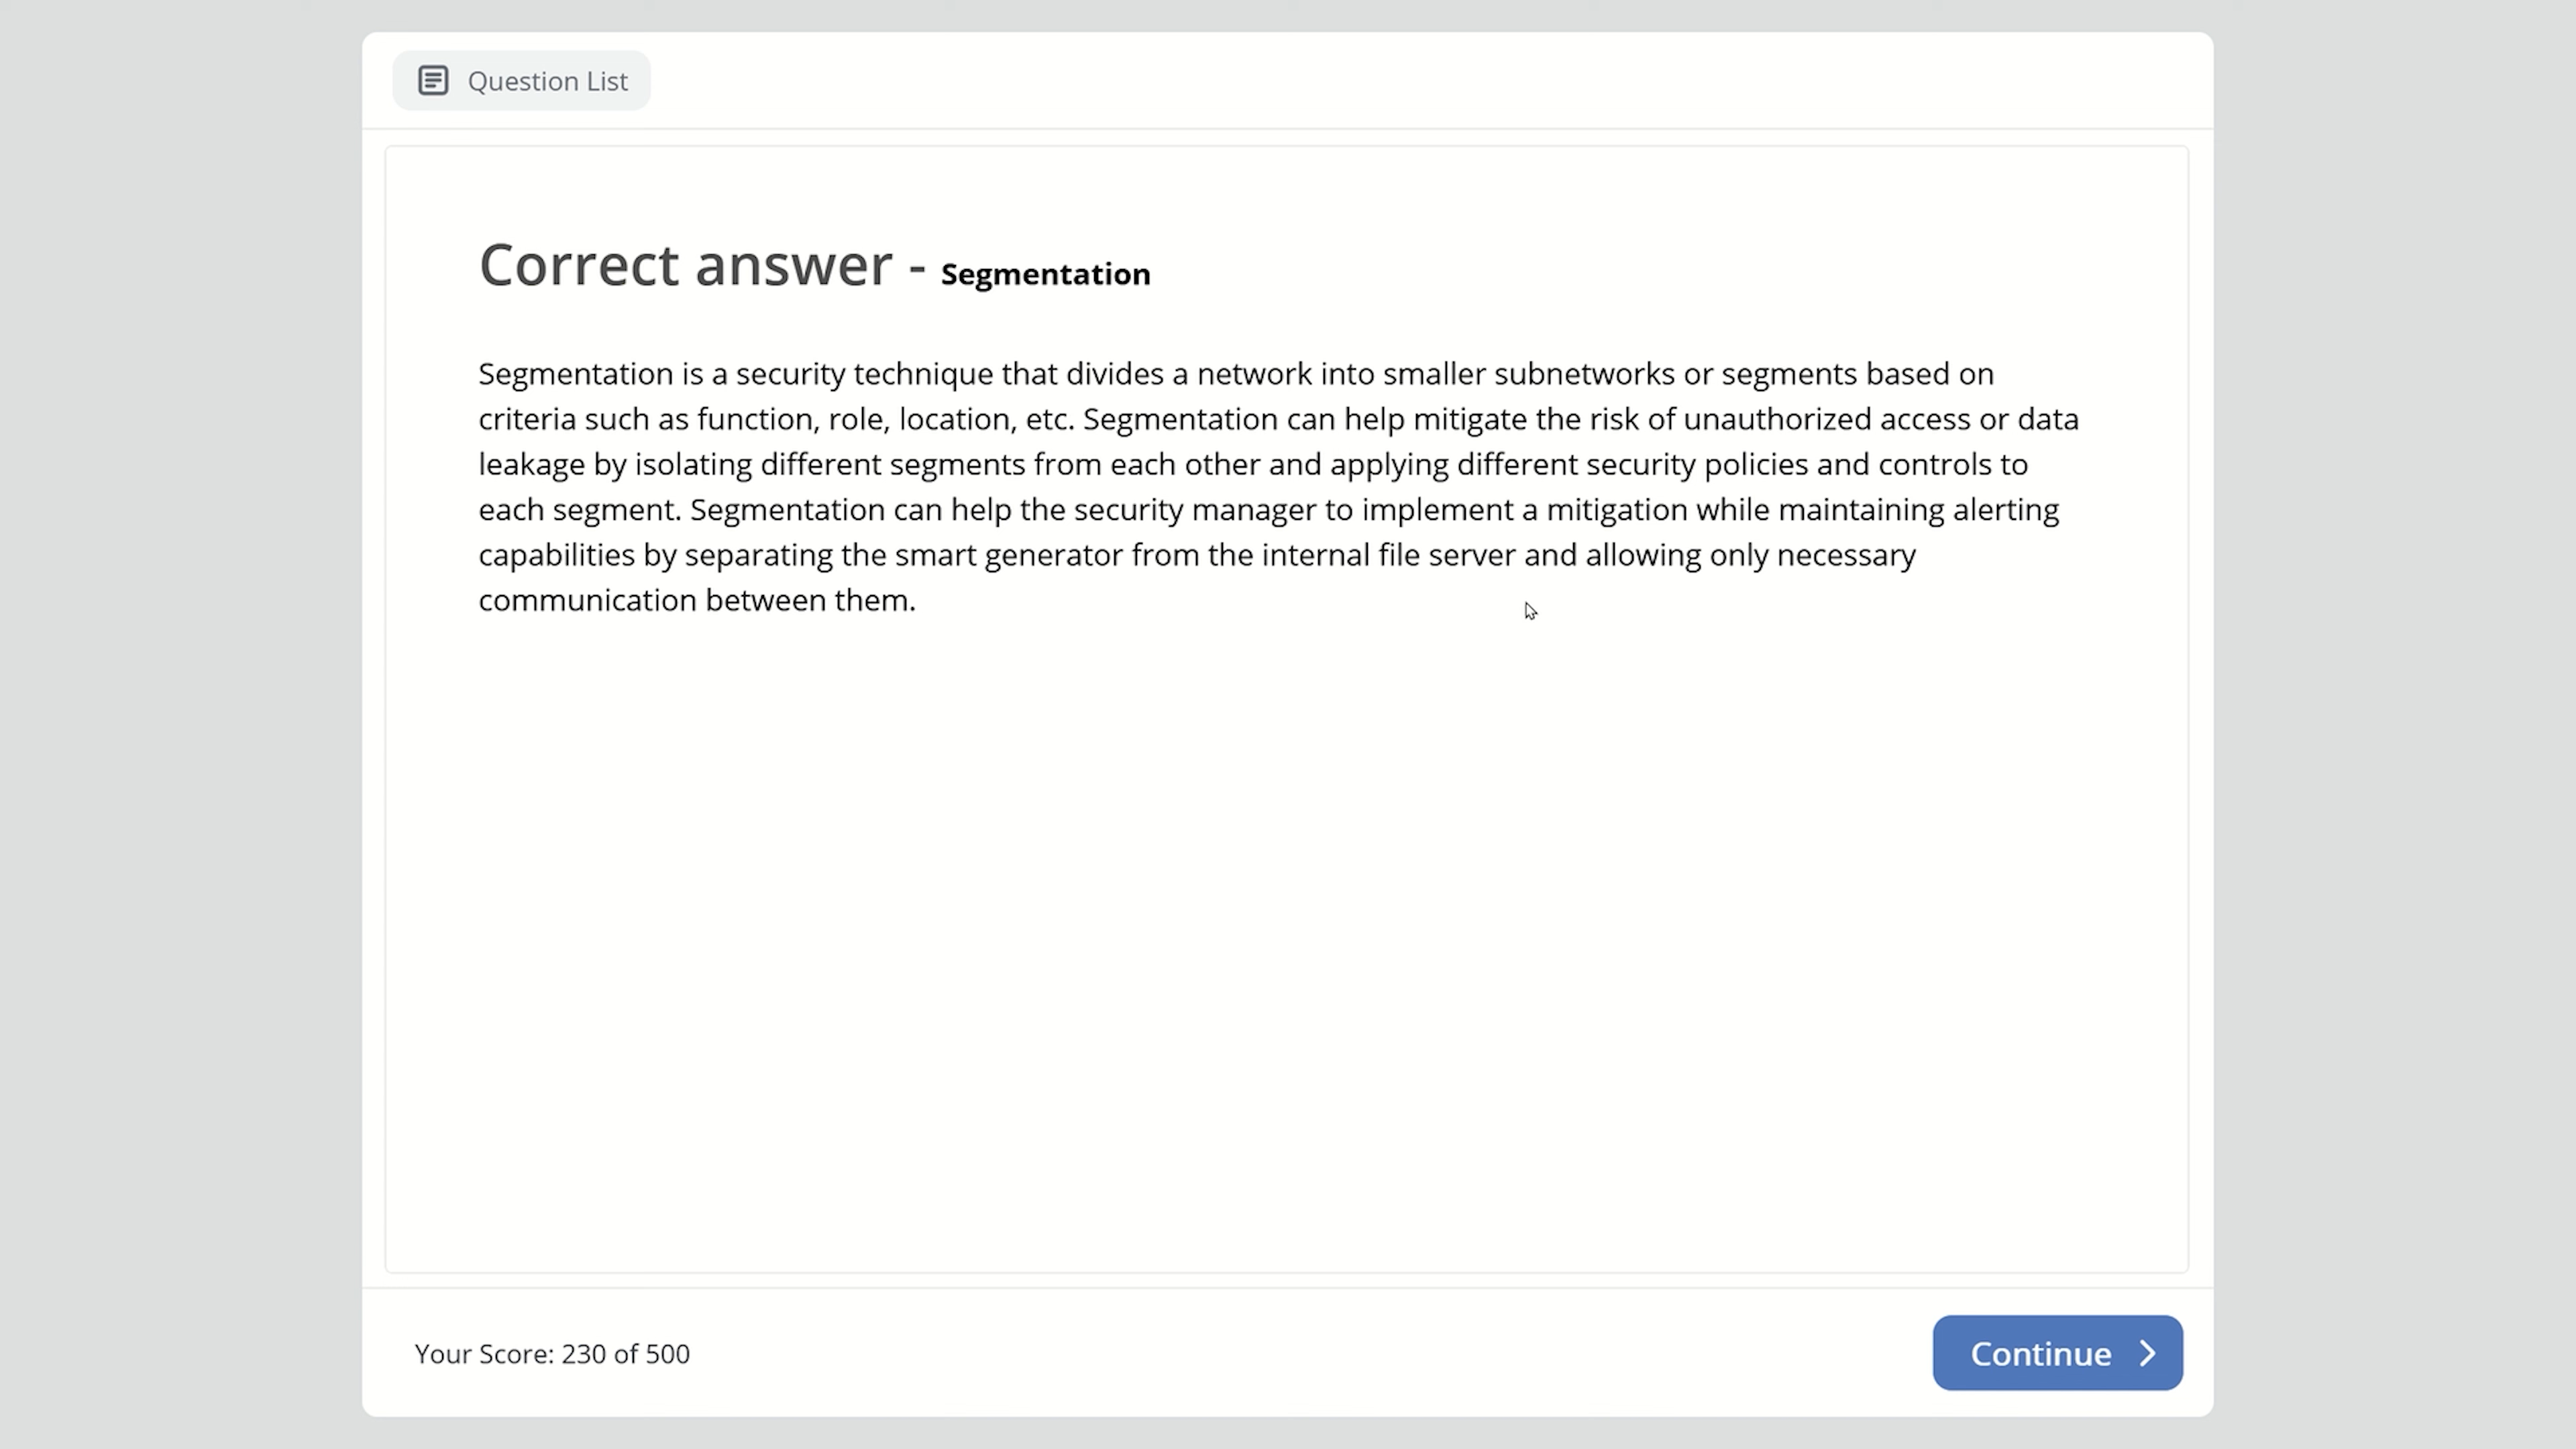 Question List
Correct answer - Segmentation
Segmentation is a security technique that divides a network into smaller subnetworks or segments based on
criteria such as function, role, location, etc. Segmentation can help mitigate the risk of unauthorized access or data
leakage by isolating different segments from each other and applying different security policies and controls to
each segment. Segmentation can help the security manager to implement a mitigation while maintaining alerting
capabilities by separating the smart generator from the internal file server and allowing only necessary
communication between them.
Your Score: 230 of 500
Continue